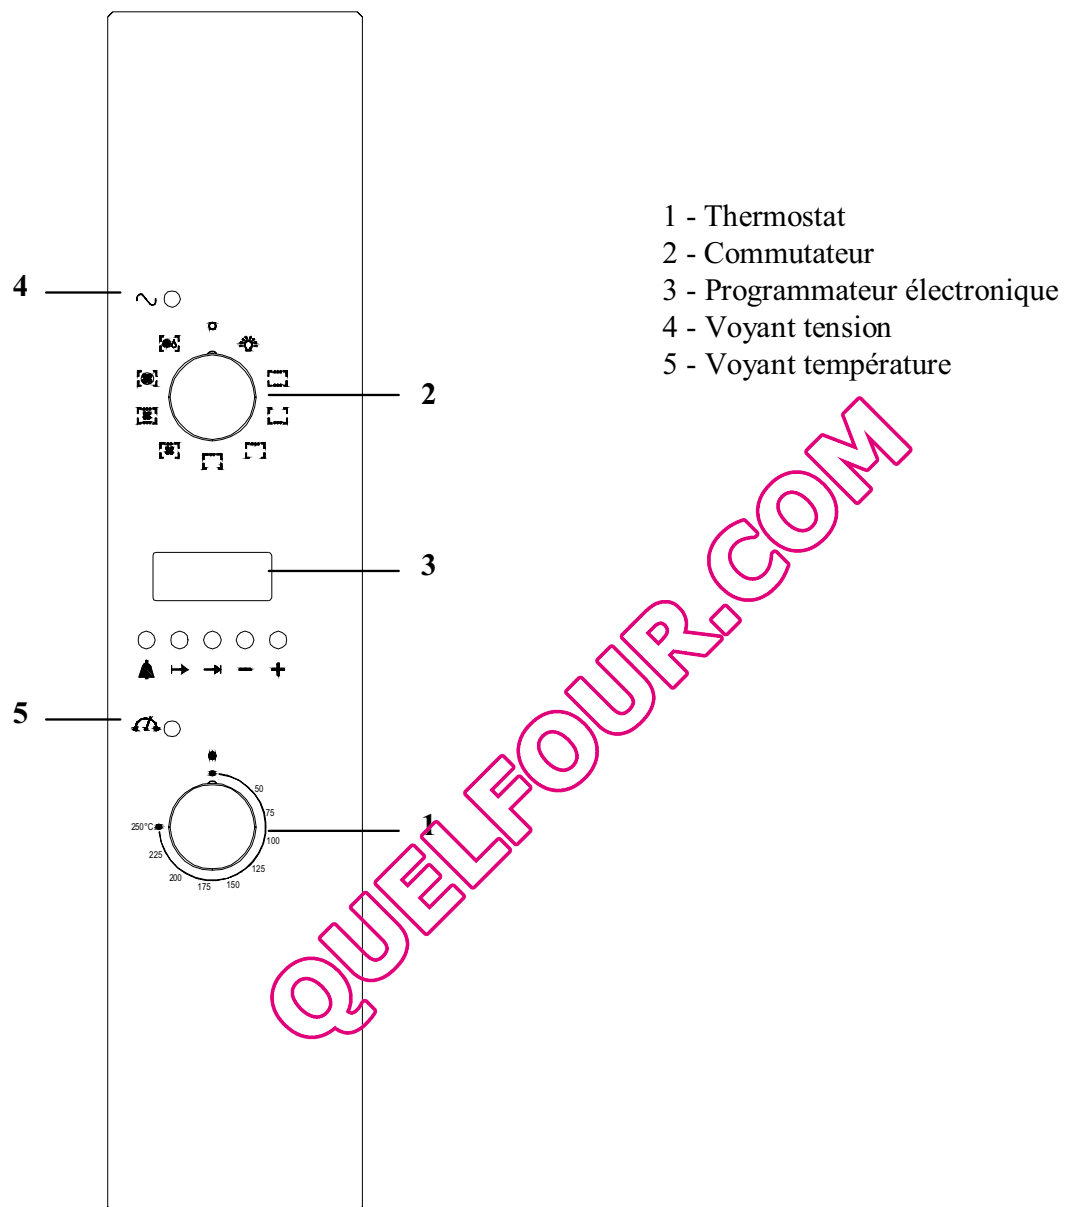 1 - Thermostat
2 - Commutateur
3 - Programmateur électronique
4 - Voyant tension
5 - Voyant température
4
2
3
5
50
75
1
250°C
100
225
125
200
150
175
QUELFOUR.COM